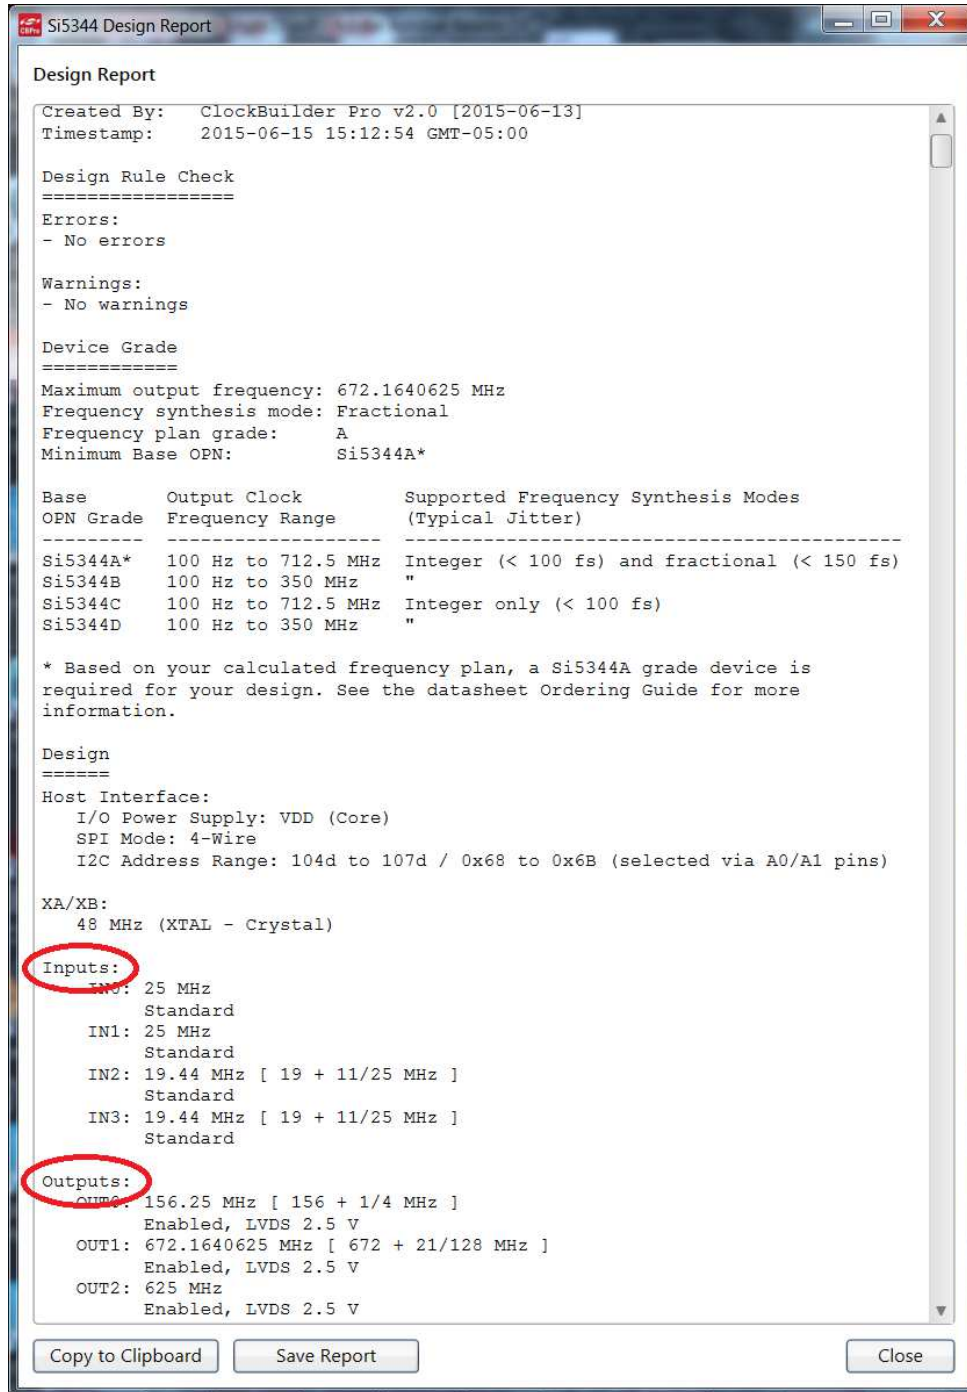 Si5344 Design Report
Design Report
Created By:   ClockBuilder Pro v2.0 [2015-06-13]
Timestamp:    2015-06-15 15:12:54 GMT-05:00
Design Rule Check
=================
Errors:
- No errors
Warnings:
- No warnings
Device Grade
============
Maximum output frequency: 672.1640625 MHz
Frequency synthesis mode: Fractional
Frequency plan grade:     A
Minimum Base OPN:         Si5344A*
Base       Output Clock         Supported Frequency Synthesis Modes
OPN Grade  Frequency Range      (Typical Jitter)
---------  -------------------  --------------------------------------------
Si5344A*   100 Hz to 712.5 MHz  Integer (< 100 fs) and fractional (< 150 fs)
Si5344B    100 Hz to 350 MHz    "
Si5344C    100 Hz to 712.5 MHz  Integer only (< 100 fs)
Si5344D    100 Hz to 350 MHz    "
* Based on your calculated frequency plan, a Si5344A grade device is
required for your design. See the datasheet Ordering Guide for more
information.
Design
======
Host Interface:
   I/O Power Supply: VDD (Core)
   SPI Mode: 4-Wire
   I2C Address Range: 104d to 107d / 0x68 to 0x6B (selected via A0/A1 pins)
XA/XB:
   48 MHz (XTAL - Crystal)
Inputs:
    IN0: 25 MHz
         Standard
    IN1: 25 MHz
         Standard
    IN2: 19.44 MHz [ 19 + 11/25 MHz ]
         Standard
    IN3: 19.44 MHz [ 19 + 11/25 MHz ]
         Standard
Outputs:
   OUT0: 156.25 MHz [ 156 + 1/4 MHz ]
         Enabled, LVDS 2.5 V
   OUT1: 672.1640625 MHz [ 672 + 21/128 MHz ]
         Enabled, LVDS 2.5 V
   OUT2: 625 MHz
         Enabled, LVDS 2.5 V
Copy to Clipboard  Save Report  Close